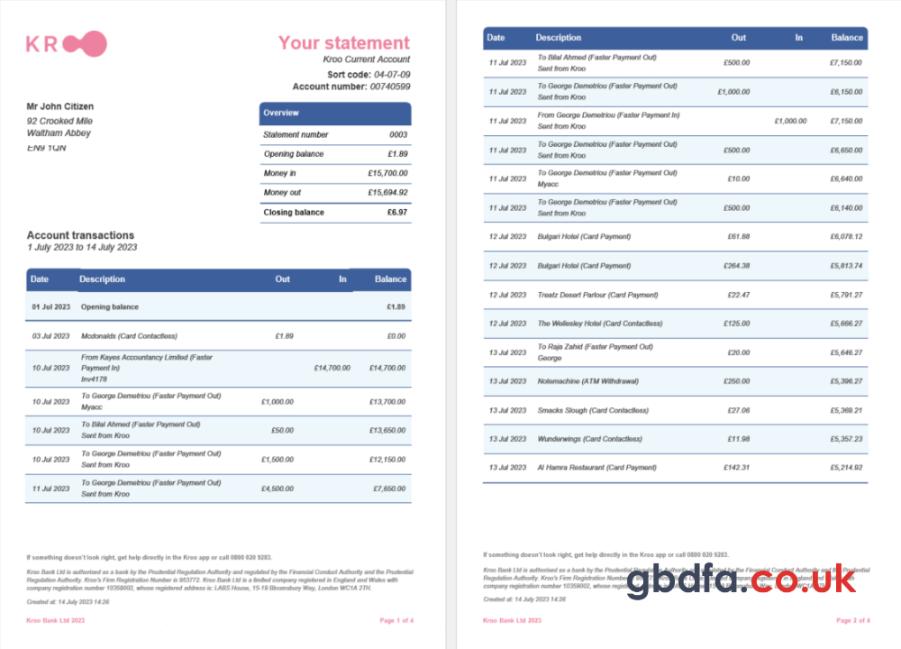 KROO
Your statement
Kroo Current Account
Sort code: 04-07-09
Account number: 00740599
Mr John Citizen
92 Crooked Mile
Waltham Abbey
EN9 1QN
Overview
Statement number 0003
Opening balance £1.89
Money in £15,700.00
Money out £15,694.92
Closing balance £6.97
Account transactions
1 July 2023 to 14 July 2023
Date Description Out In Balance
01 Jul 2023 Opening balance £1.89
03 Jul 2023 Mcdonalds (Card Contactless) £1.89 £0.00
From Kayes Accountancy Limited (Faster
10 Jul 2023 Payment In) £14,700.00 £14,700.00
Inv4178
10 Jul 2023 To George Demetriou (Faster Payment Out) £1,000.00 £13,700.00
Myacc
10 Jul 2023 To Bilal Ahmed (Faster Payment Out) £50.00 £13,650.00
Sent from Kroo
10 Jul 2023 To George Demetriou (Faster Payment Out) £1,500.00 £12,150.00
Sent from Kroo
11 Jul 2023 To George Demetriou (Faster Payment Out) £4,500.00 £7,650.00
Sent from Kroo
If something doesn't look right, get help directly in the Kroo app or call 0800 020 9283.
Kroo Bank Ltd is authorised as a bank by the Prudential Regulation Authority and regulated by the Financial Conduct Authority and the Prudential
Regulation Authority. Kroo's Firm Registration Number is 953772. Kroo Bank Ltd is a limited company registered in England and Wales with
company registration number 10359002, whose registered address is: LABS House, 15-19 Bloomsbury Way, London WC1A 2TH.
Created at: 14 July 2023 14:26
Kroo Bank Ltd 2023 Page 1 of 4
Date Description Out In Balance
11 Jul 2023 To Bilal Ahmed (Faster Payment Out) £500.00 £7,150.00
Sent from Kroo
11 Jul 2023 To George Demetriou (Faster Payment Out) £1,000.00 £6,150.00
Sent from Kroo
11 Jul 2023 From George Demetriou (Faster Payment In) £1,000.00 £7,150.00
Sent from Kroo
11 Jul 2023 To George Demetriou (Faster Payment Out) £500.00 £6,650.00
Sent from Kroo
11 Jul 2023 To George Demetriou (Faster Payment Out) £10.00 £6,640.00
Myacc
11 Jul 2023 To George Demetriou (Faster Payment Out) £500.00 £6,140.00
Sent from Kroo
12 Jul 2023 Bulgari Hotel (Card Payment) £61.88 £6,078.12
12 Jul 2023 Bulgari Hotel (Card Payment) £264.38 £5,813.74
12 Jul 2023 Treatz Desert Parlour (Card Payment) £22.47 £5,791.27
12 Jul 2023 The Wellesley Hotel (Card Contactless) £125.00 £5,666.27
13 Jul 2023 To Raja Zahid (Faster Payment Out) £20.00 £5,646.27
George
13 Jul 2023 Notemachine (ATM Withdrawal) £250.00 £5,396.27
13 Jul 2023 Smacks Slough (Card Contactless) £27.06 £5,369.21
13 Jul 2023 Wunderwings (Card Contactless) £11.98 £5,357.23
13 Jul 2023 Al Hamra Restaurant (Card Payment) £142.31 £5,214.92
If something doesn't look right, get help directly in the Kroo app or call 0800 020 9283.
Kroo Bank Ltd is authorised as a bank by the Prudential Regulation Authority and regulated by the Financial Conduct Authority and the Prudential
Regulation Authority. Kroo's Firm Registration
company registration number 10359002, whose registered
gbdfd.co.uk
Created at: 14 July 2023 14:26
Kroo Bank Ltd 2023 Page 2 of 4